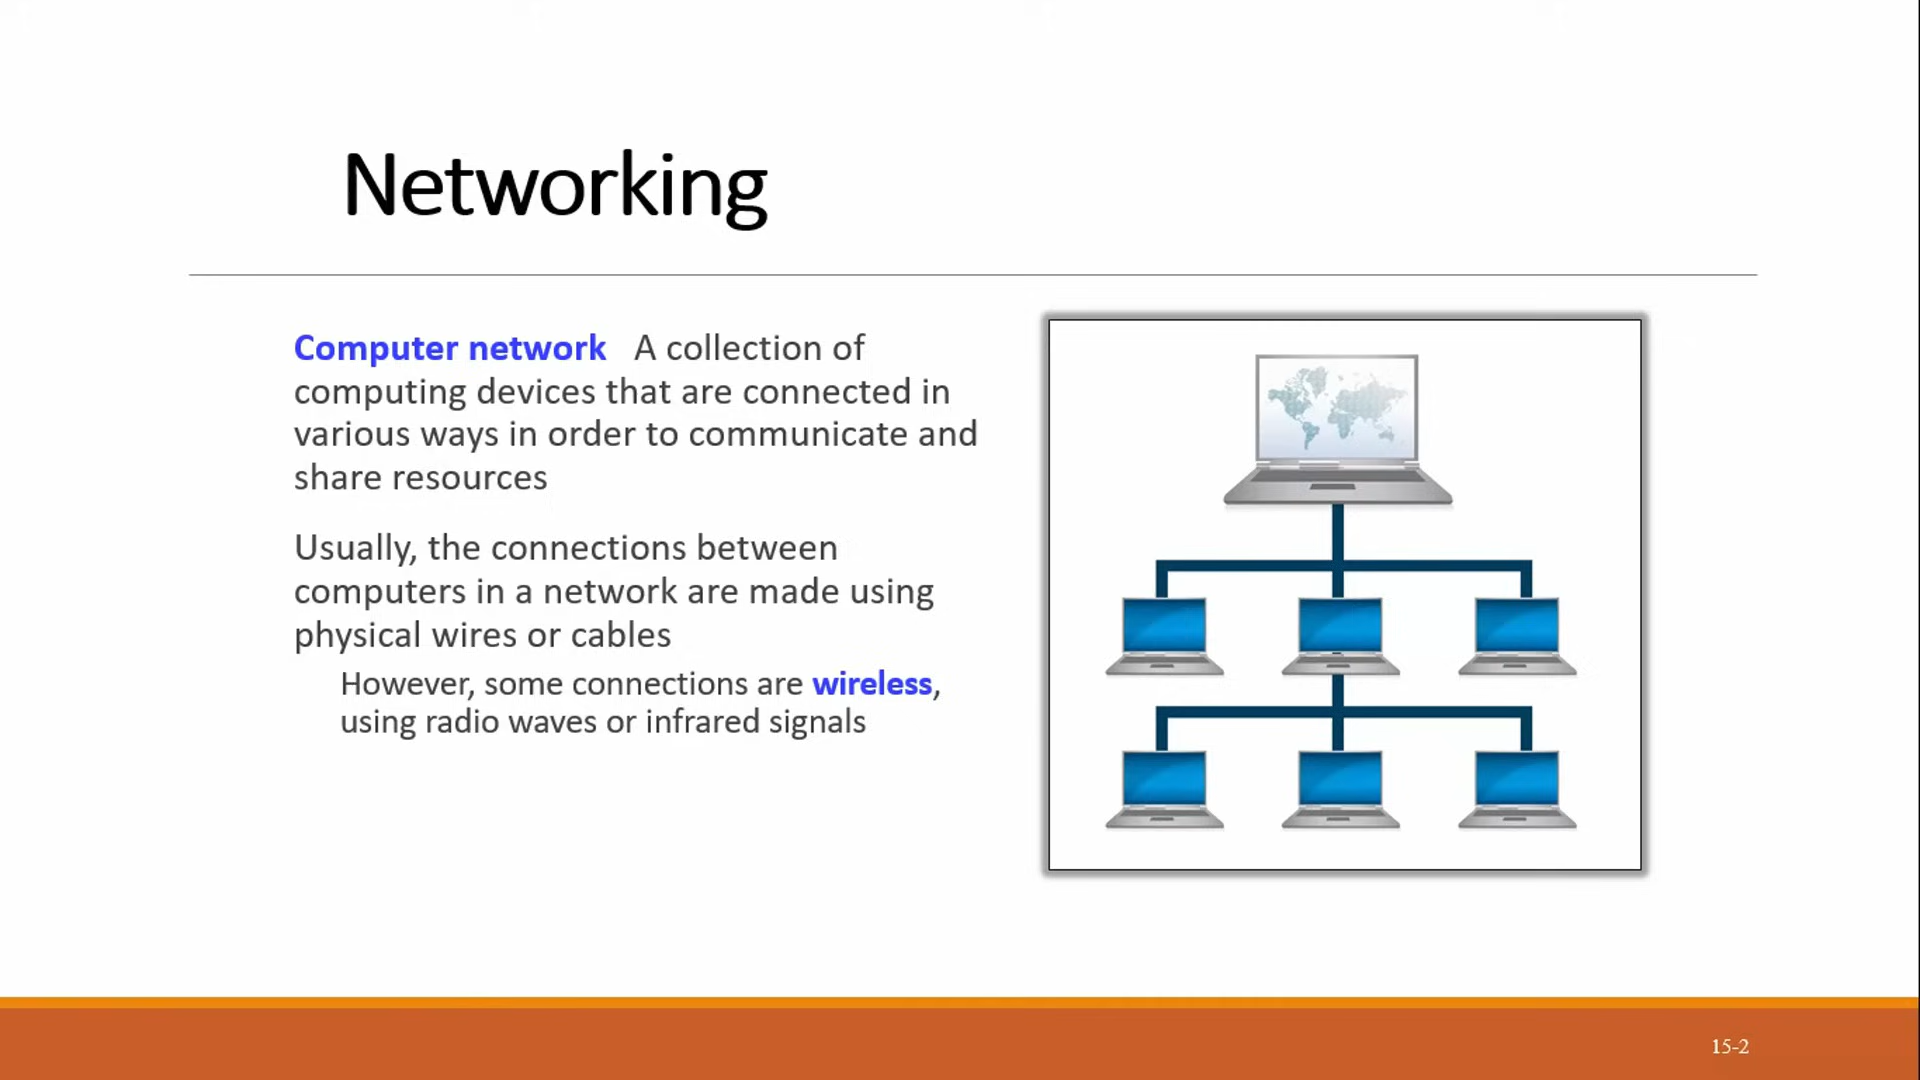 Networking
Computer network A collection of
computing devices that are connected in
various ways in order to communicate and
share resources
Usually, the connections between
computers in a network are made using
physical wires or cables
However, some connections are wireless,
using radio waves or infrared signals
15-2